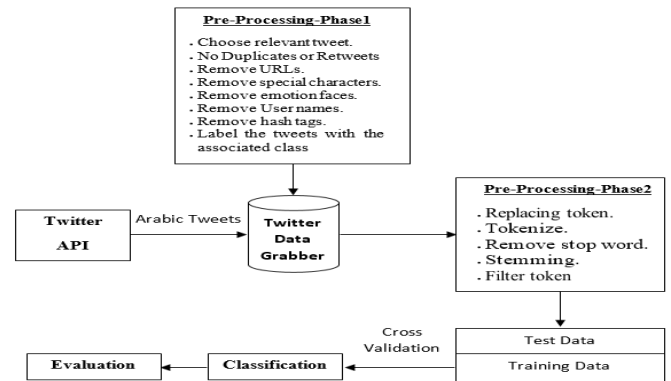 Pre-Processing-Phase1
. Choose relevant tweet.
. No Duplicates or Retweets
. Remove URLs.
. Remove special characters.
. Remove emotion faces.
. Remove User names.
. Remove hash tags.
. Label the tweets with the
associated class
Twitter
API
Arabic Tweets
Twitter
Data
Grabber
Pre-Processing-Phase2
. Replacing token.
. Tokenize.
. Remove stop word.
. Stemming.
. Filter token
Test Data
Training Data
Cross
Validation
Classification
Evaluation